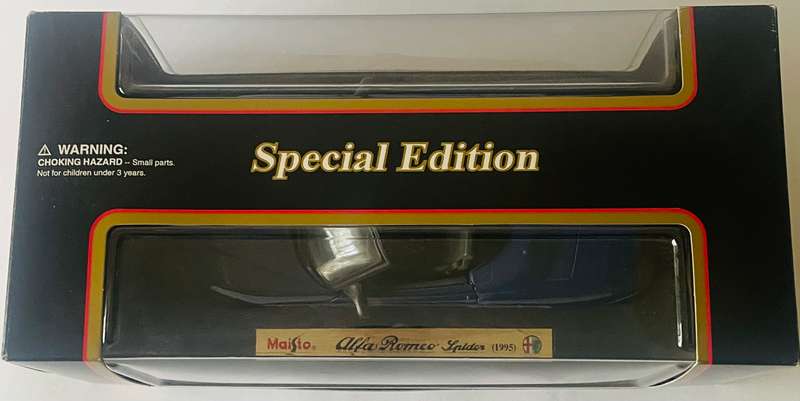 ⚠ WARNING:
CHOKING HAZARD -- Small parts.
Not for children under 3 years.
Special Edition
Maisto® Alfa Romeo Spider (1995)